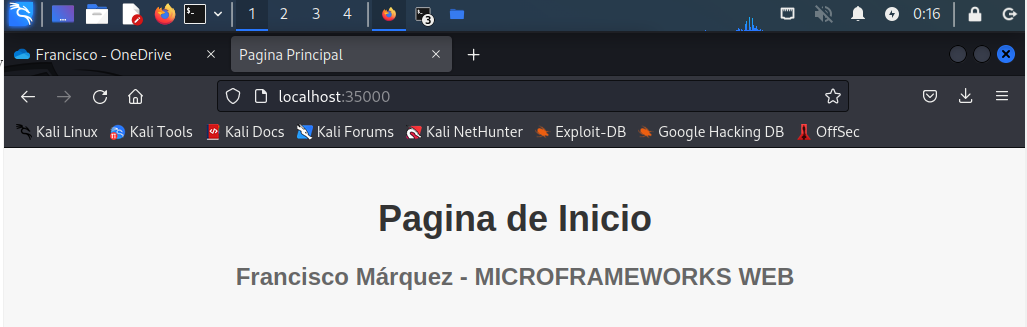 1 2 3 4 3 0:16
Francisco - OneDrive × Pagina Principal × +
localhost:35000
Kali Linux Kali Tools Kali Docs Kali Forums Kali NetHunter Exploit-DB Google Hacking DB OffSec
Pagina de Inicio
Francisco Márquez - MICROFRAMEWORKS WEB